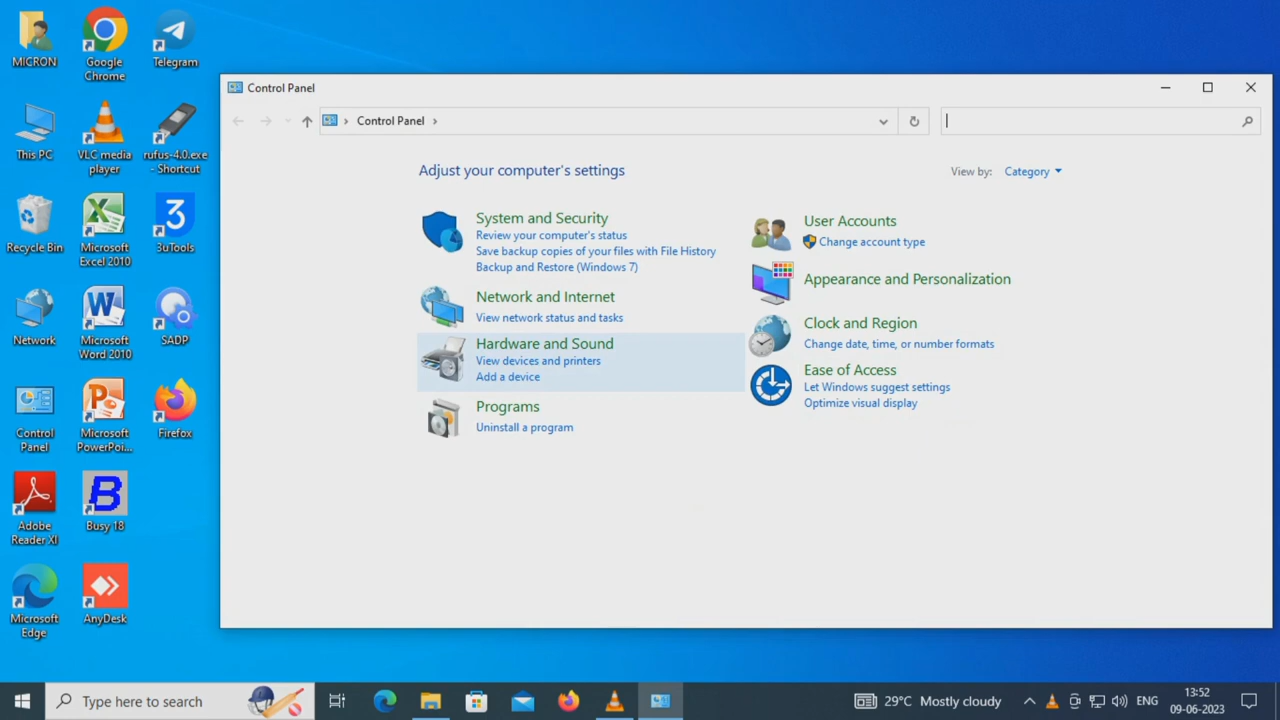 MICRON
Google
Chrome
Telegram
This PC
VLC media
player
rufus-4.0.exe
- Shortcut
Recycle Bin
Microsoft
Excel 2010
3uTools
Network
Microsoft
Word 2010
SADP
Control
Panel
Microsoft
PowerPoi...
Firefox
Adobe
Reader XI
Busy 18
Microsoft
Edge
AnyDesk
Control Panel
Control Panel
Adjust your computer's settings
View by: Category
System and Security
Review your computer's status
Save backup copies of your files with File History
Backup and Restore (Windows 7)
Network and Internet
View network status and tasks
Hardware and Sound
View devices and printers
Add a device
Programs
Uninstall a program
User Accounts
Change account type
Appearance and Personalization
Clock and Region
Change date, time, or number formats
Ease of Access
Let Windows suggest settings
Optimize visual display
Type here to search
29°C Mostly cloudy
ENG
13:52
09-06-2023